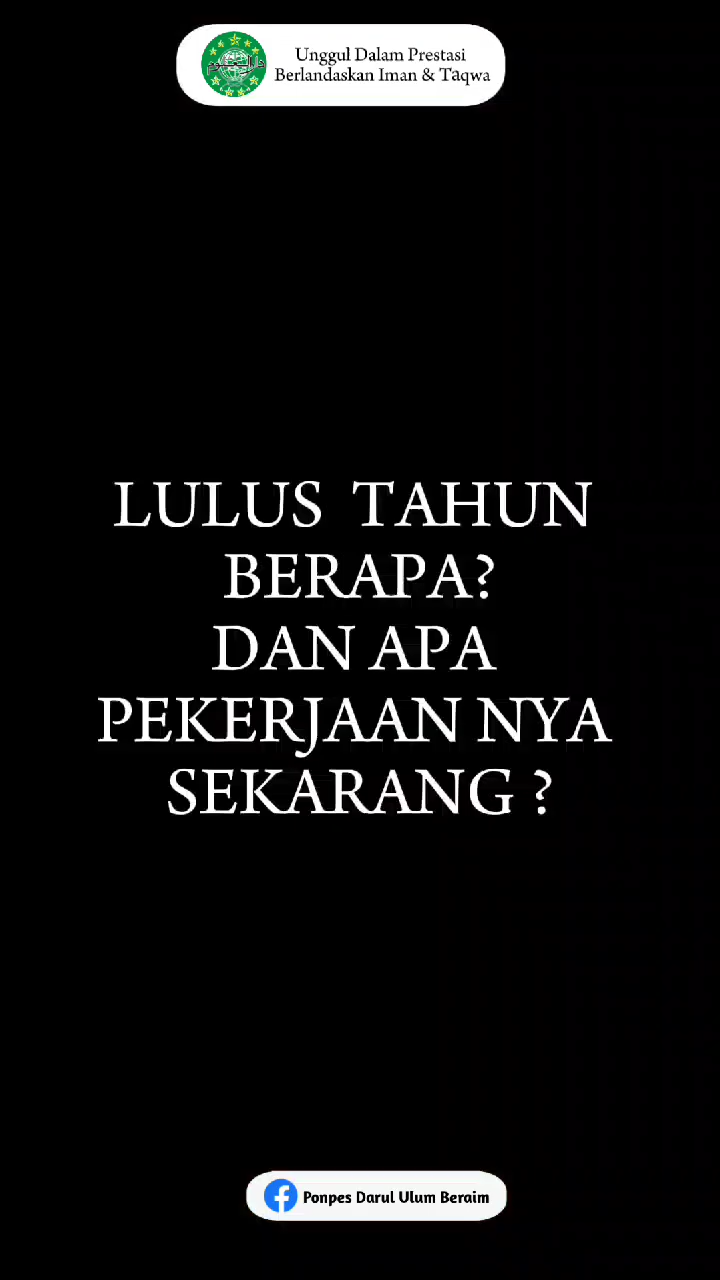 Unggul Dalam Prestasi
Berlandaskan Iman & Taqwa
LULUS TAHUN
BERAPA?
DAN APA
PEKERJAAN NYA
SEKARANG ?
Ponpes Darul Ulum Beraim